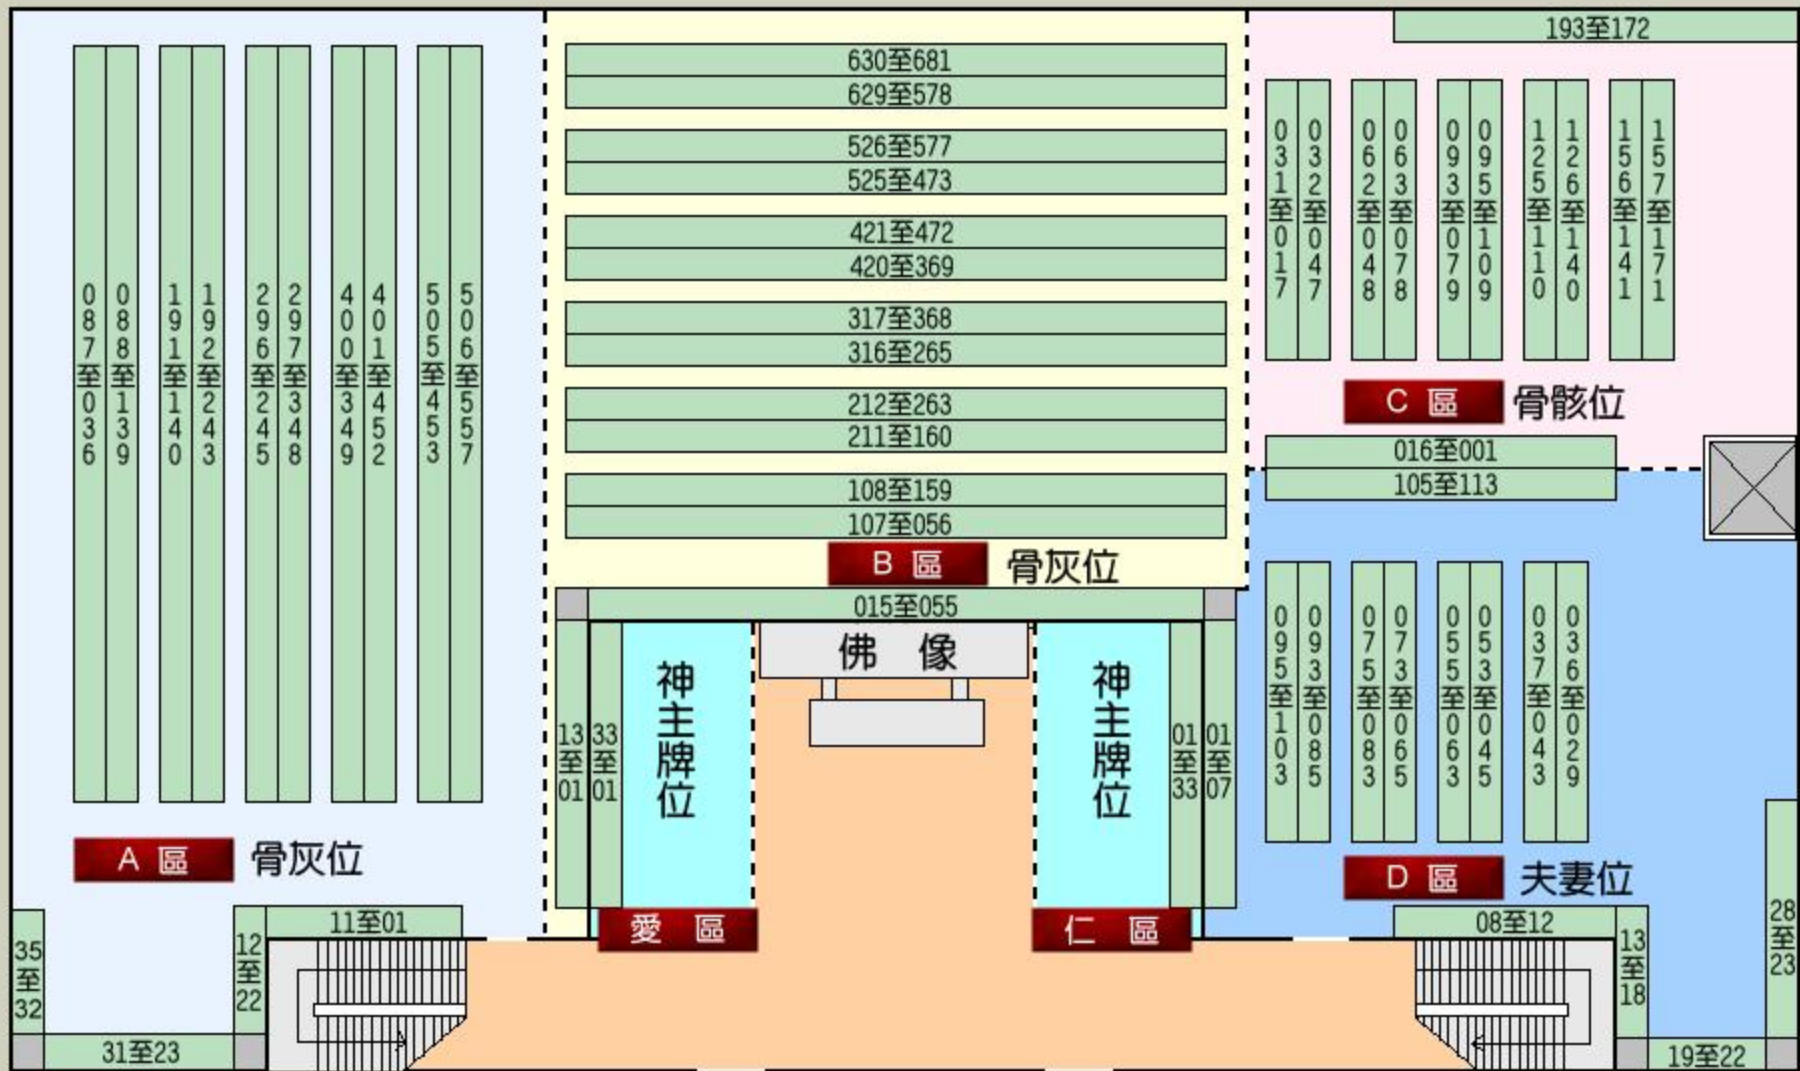 193至172
630至681
629至578
526至577
525至473
421至472
420至369
317至368
316至265
212至263
211至160
108至159
107至056
B 區 骨灰位
015至055
087至036
088至139
191至140
192至243
296至245
297至348
400至349
401至452
505至453
506至557
A 區 骨灰位
031至017
032至047
062至048
063至078
093至079
095至109
125至110
126至140
156至141
157至171
C 區 骨骸位
016至001
105至113
095至103
093至085
075至083
073至065
055至063
053至045
037至043
036至029
D 區 夫妻位
佛 像
13至01
33至01
神主牌位
神主牌位
01至33
01至07
愛 區
仁 區
35至32
12至22
11至01
31至23
08至12
13至18
28至23
19至22